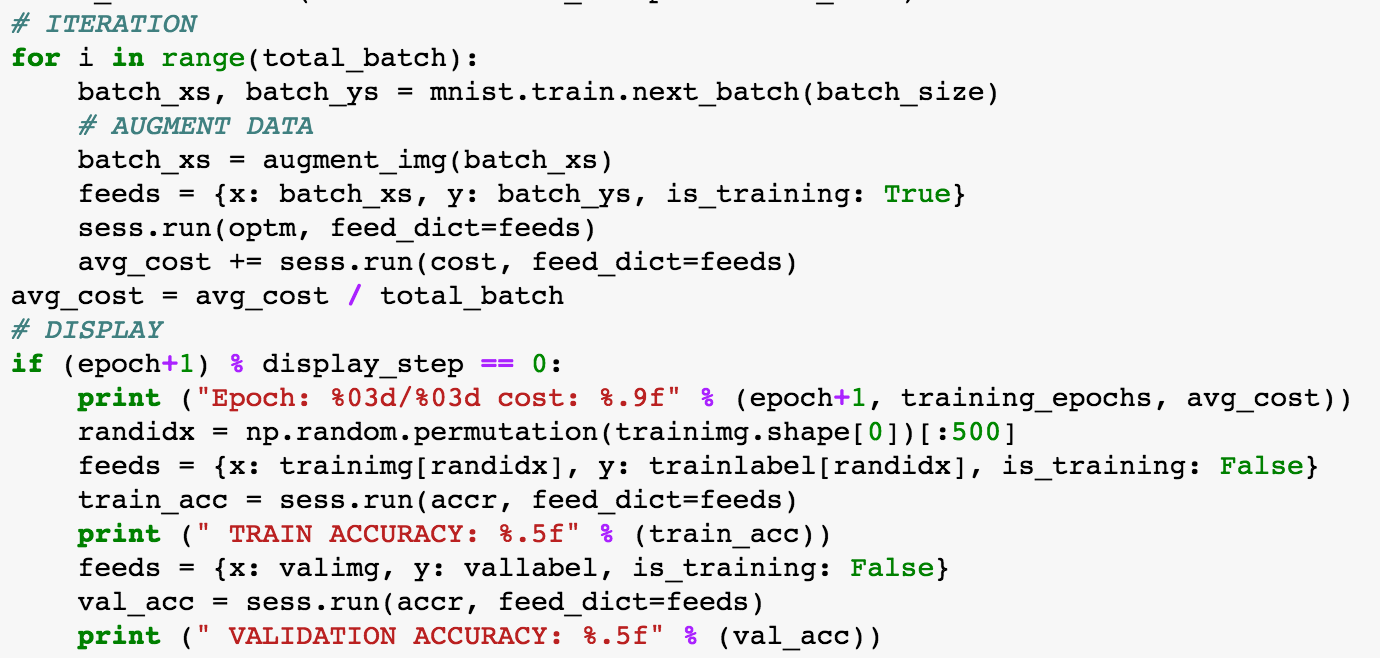 # ITERATION
for i in range(total_batch):
    batch_xs, batch_ys = mnist.train.next_batch(batch_size)
    # AUGMENT DATA
    batch_xs = augment_img(batch_xs)
    feeds = {x: batch_xs, y: batch_ys, is_training: True}
    sess.run(optm, feed_dict=feeds)
    avg_cost += sess.run(cost, feed_dict=feeds)
avg_cost = avg_cost / total_batch
# DISPLAY
if (epoch+1) % display_step == 0:
    print ("Epoch: %03d/%03d cost: %.9f" % (epoch+1, training_epochs, avg_cost))
    randidx = np.random.permutation(trainimg.shape[0])[:500]
    feeds = {x: trainimg[randidx], y: trainlabel[randidx], is_training: False}
    train_acc = sess.run(accr, feed_dict=feeds)
    print (" TRAIN ACCURACY: %.5f" % (train_acc))
    feeds = {x: valimg, y: vallabel, is_training: False}
    val_acc = sess.run(accr, feed_dict=feeds)
    print (" VALIDATION ACCURACY: %.5f" % (val_acc))